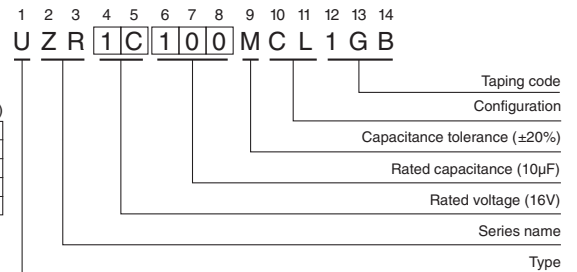 1 2 3 4 5 6 7 8 9 10 11 12 13 14
U Z R 1 C 1 0 0 M C L 1 G B
Taping code
)
Configuration
Capacitance tolerance (±20%)
Rated capacitance (10µF)
Rated voltage (16V)
Series name
Type